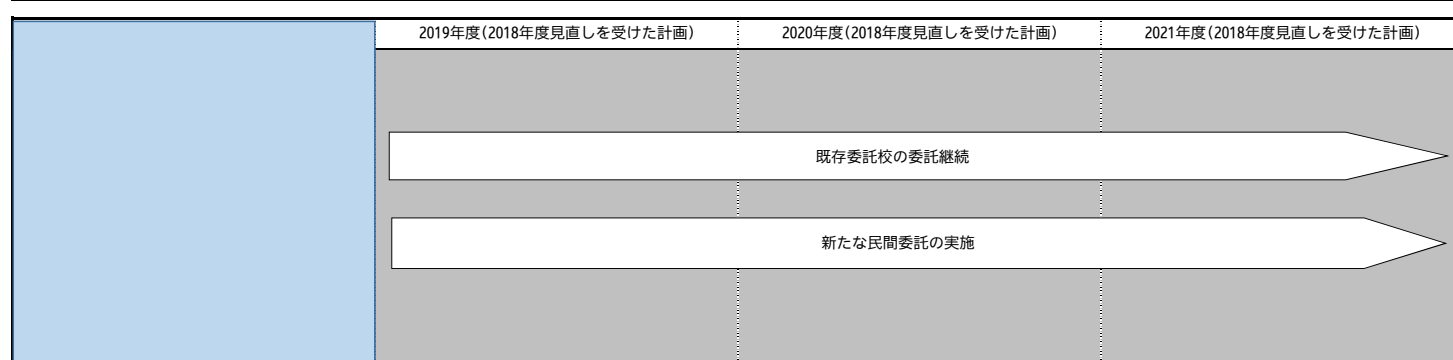 2019年度(2018年度見直しを受けた計画)
2020年度(2018年度見直しを受けた計画)
2021年度(2018年度見直しを受けた計画)
既存委託校の委託継続
新たな民間委託の実施